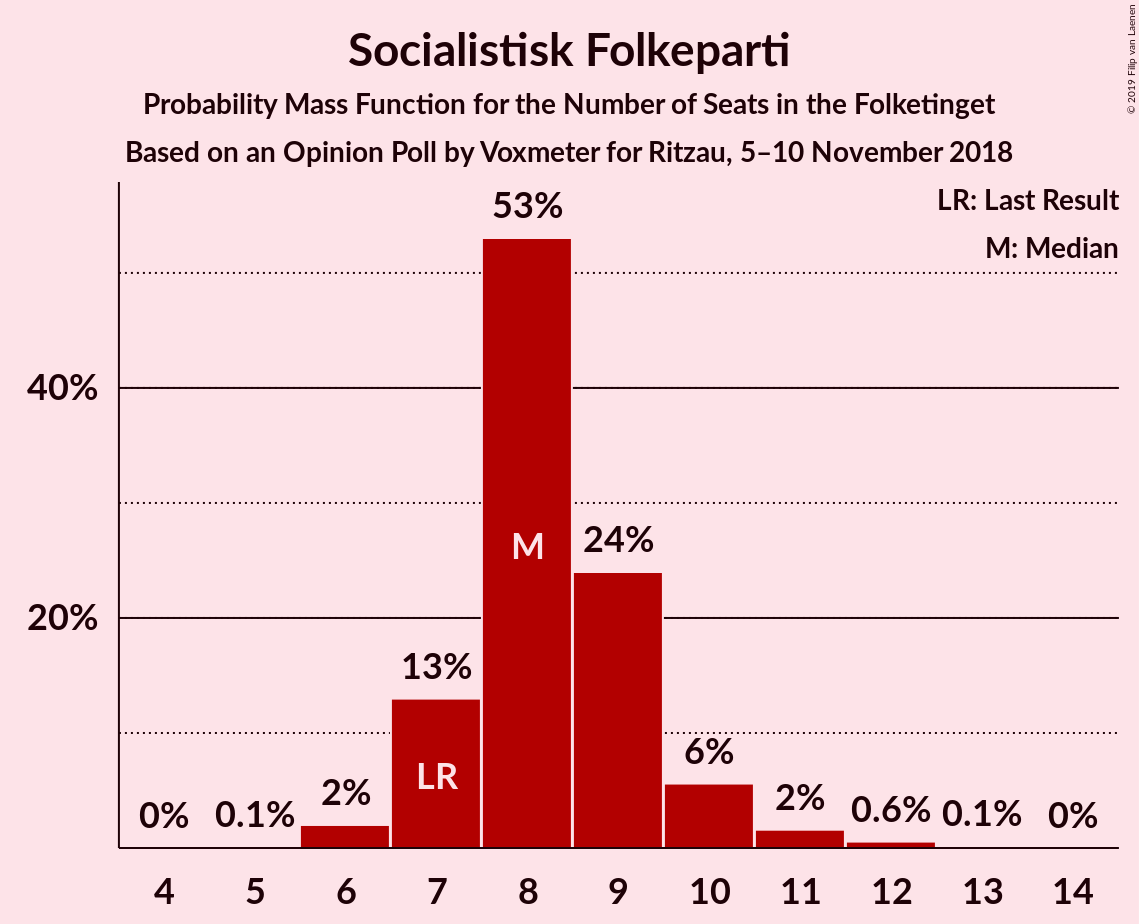 © 2019 Filip van Laenen
Socialistisk Folkeparti
Probability Mass Function for the Number of Seats in the Folketinget
Based on an Opinion Poll by Voxmeter for Ritzau, 5–10 November 2018
LR: Last Result
M: Median
53%
40%
M
24%
20%
13%
LR
6%
0% 0.1% 2% 2% 0.6% 0.1% 0%
4 5 6 7 8 9 10 11 12 13 14